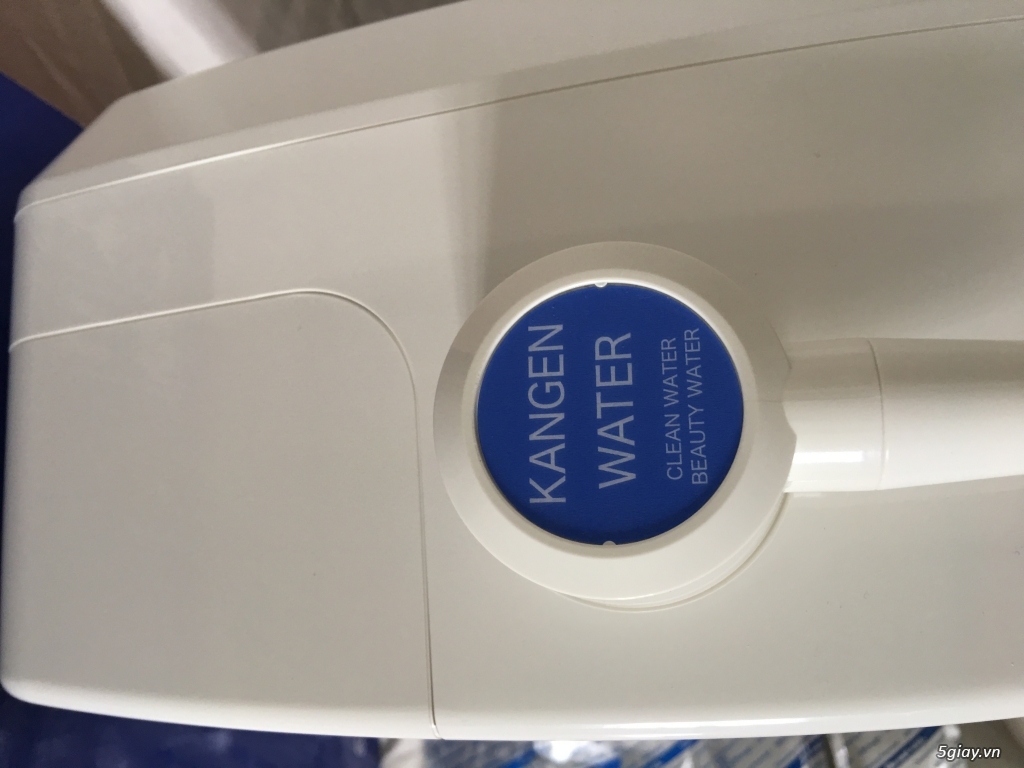 KANGEN
WATER
CLEAN WATER
BEAUTY WATER
5giay.vn